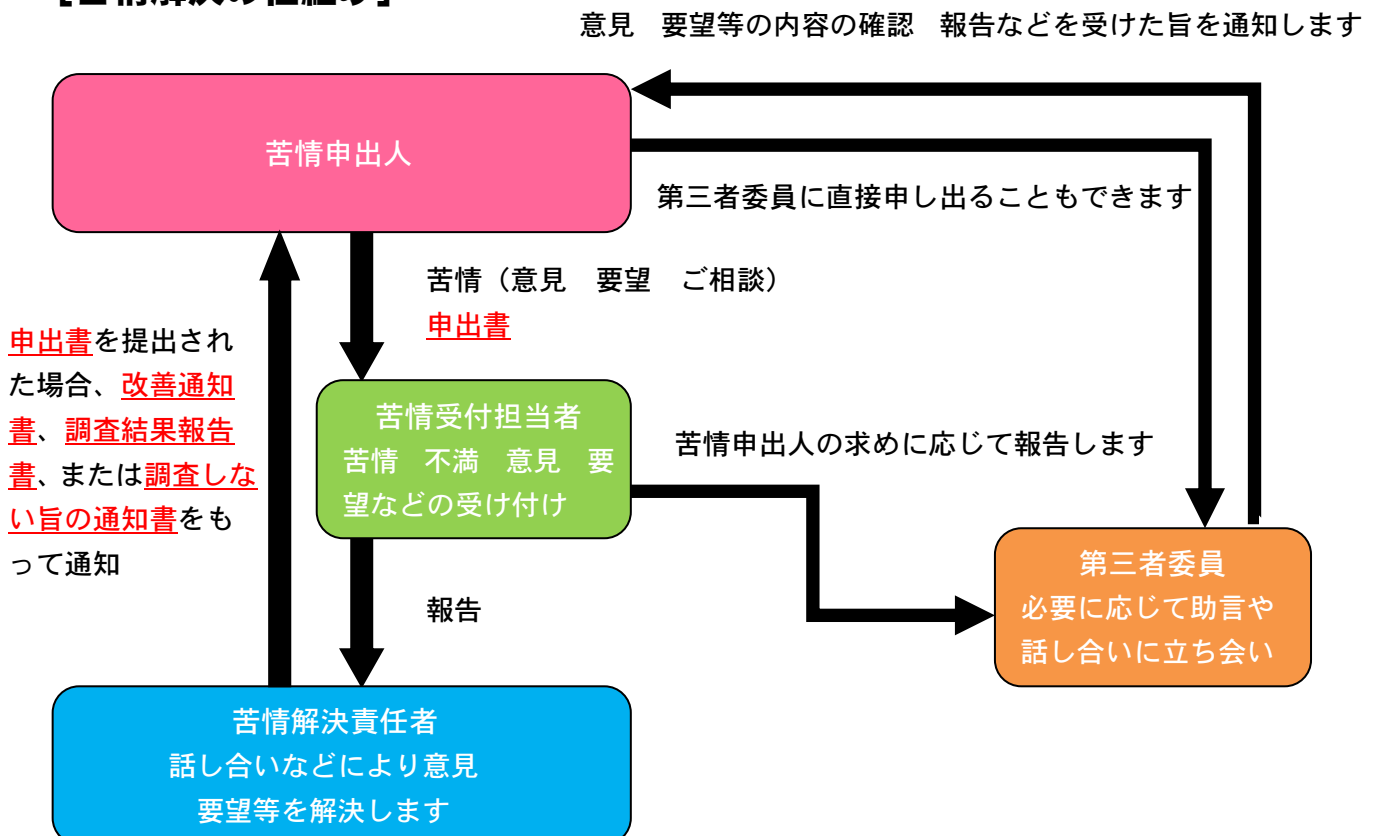 意見　要望等の内容の確認　報告などを受けた旨を通知します
苦情申出人
第三者委員に直接申し出ることもできます
苦情（意見　要望　ご相談）
申出書
申出書を提出され
た場合、改善通知
書、調査結果報告
書、または調査しな
い旨の通知書をも
って通知
苦情受付担当者
苦情　不満　意見　要
望などの受け付け
苦情申出人の求めに応じて報告します
第三者委員
必要に応じて助言や
話し合いに立ち会い
報告
苦情解決責任者
話し合いなどにより意見
要望等を解決します